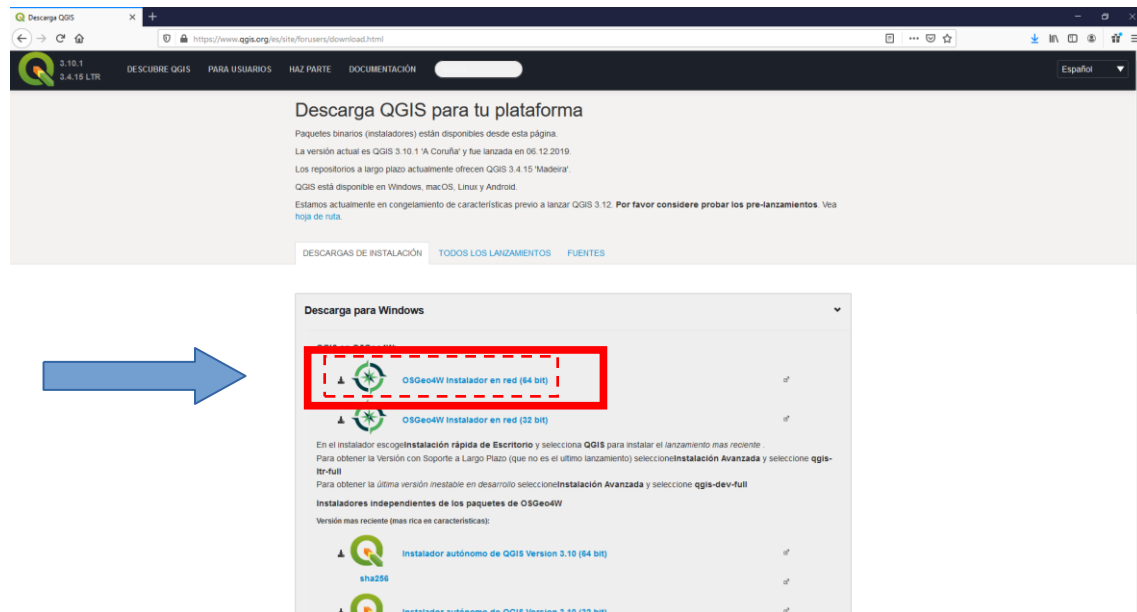 Descarga QGIS
https://www.qgis.org/es/site/forusers/download.html
3.10.1
3.4.15 LTR
DESCUBRE QGIS PARA USUARIOS HAZ PARTE DOCUMENTACIÓN
Español
Descarga QGIS para tu plataforma
Paquetes binarios (instaladores) están disponibles desde esta página.
La versión actual es QGIS 3.10.1 'A Coruña' y fue lanzada en 06.12.2019.
Los repositorios a largo plazo actualmente ofrecen QGIS 3.4.15 'Madeira'.
QGIS está disponible en Windows, macOS, Linux y Android.
Estamos actualmente en congelamiento de características previo a lanzar QGIS 3.12. Por favor considere probar los pre-lanzamientos. Vea
hoja de ruta.
DESCARGAS DE INSTALACIÓN TODOS LOS LANZAMIENTOS FUENTES
Descarga para Windows
OSGeo4W Instalador en red (64 bit)
OSGeo4W Instalador en red (32 bit)
En el instalador escogeInstalación rápida de Escritorio y selecciona QGIS para instalar el lanzamiento mas reciente .
Para obtener la Versión con Soporte a Largo Plazo (que no es el ultimo lanzamiento) seleccioneInstalación Avanzada y seleccione qgis-
ltr-full
Para obtener la última versión inestable en desarrollo seleccioneInstalación Avanzada y seleccione qgis-dev-full
Instaladores independientes de los paquetes de OSGeo4W
Versión mas reciente (mas rica en características):
Instalador autónomo de QGIS Version 3.10 (64 bit)
sha256
Instalador autónomo de QGIS Version 3.10 (32 bit)